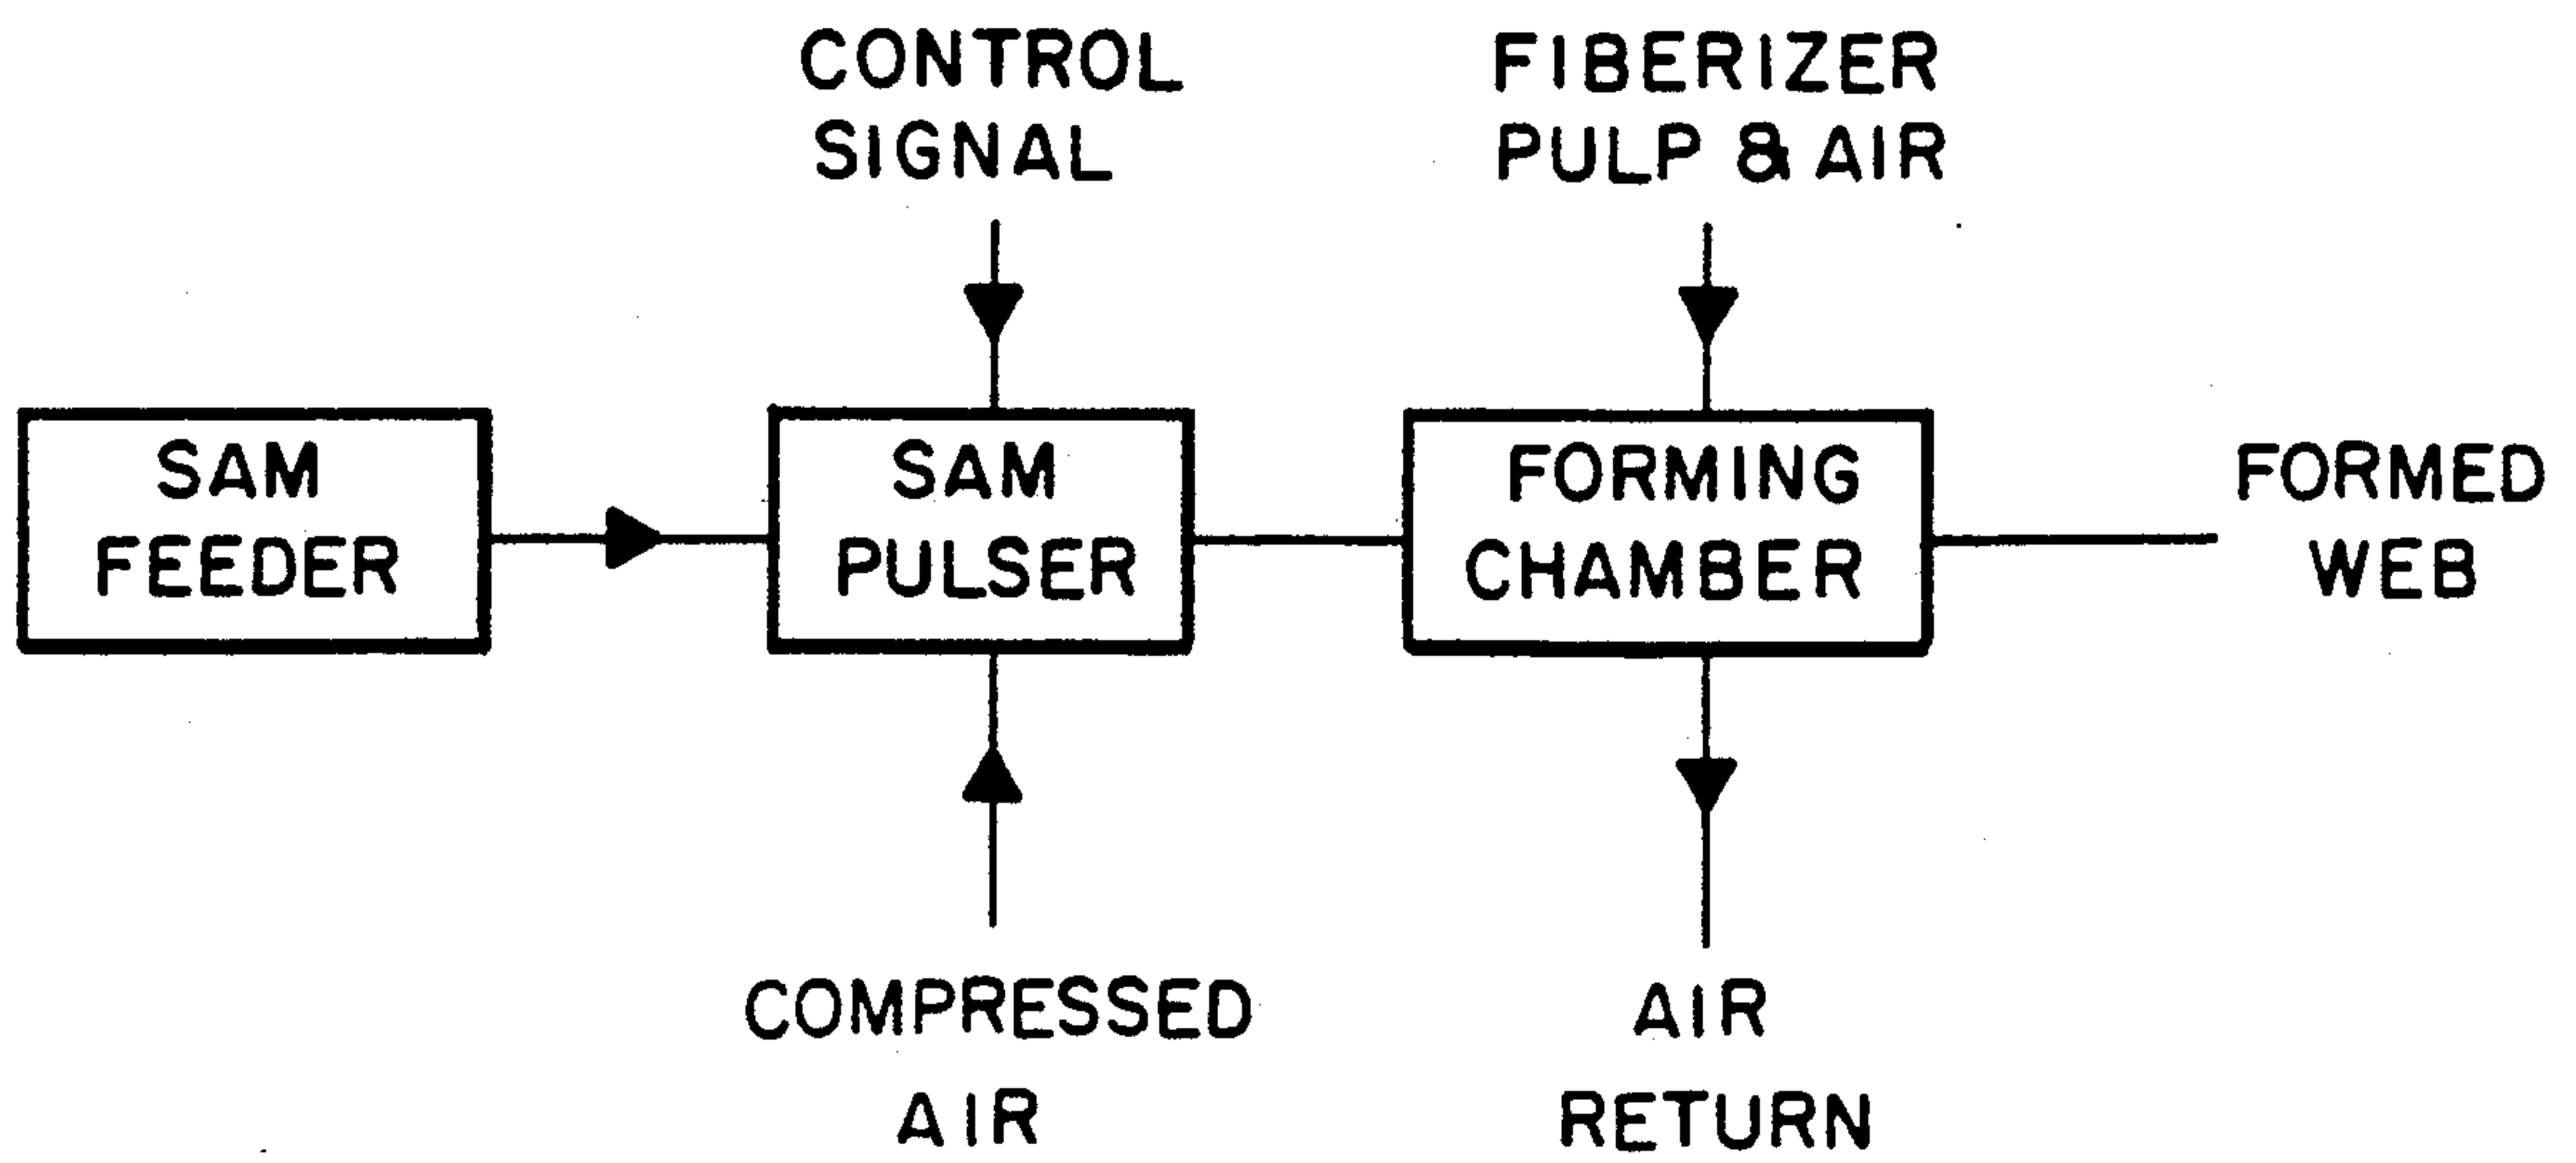 CONTROL
SIGNAL
FIBERIZER
PULP & AIR
SAM
FEEDER
SAM
PULSER
FORMING
CHAMBER
FORMED
WEB
COMPRESSED
AIR
AIR
RETURN